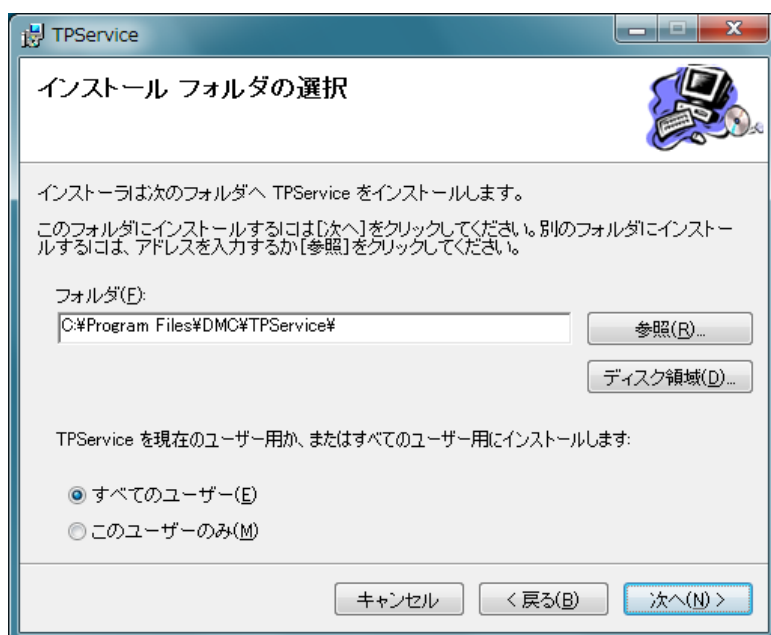 TPService
インストール フォルダの選択
インストーラは次のフォルダへ TPService をインストールします。
このフォルダにインストールするには[次へ]をクリックしてください。別のフォルダにインストー
ルするには、アドレスを入力するか[参照]をクリックしてください。
フォルダ(F):
C:¥Program Files¥DMC¥TPService¥
参照(R)...
ディスク領域(D)...
TPService を現在のユーザー用か、またはすべてのユーザー用にインストールします:
すべてのユーザー(E)
このユーザーのみ(M)
キャンセル
< 戻る(B)
次へ(N) >